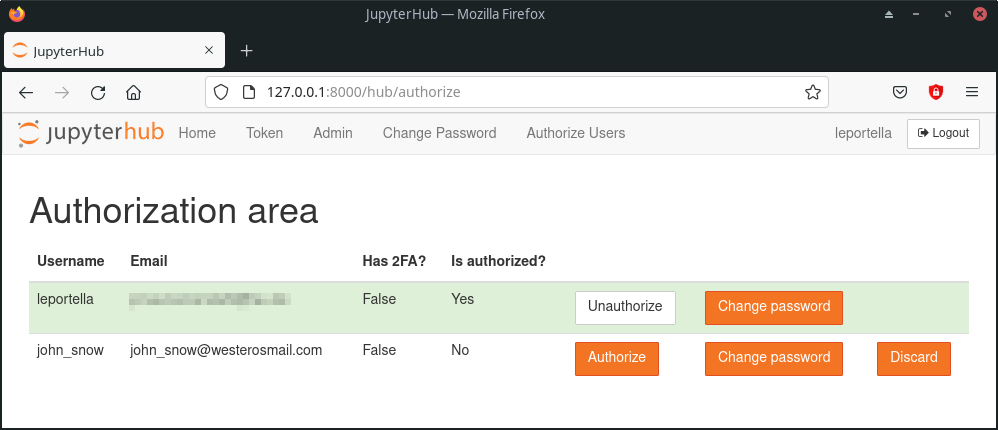 JupyterHub — Mozilla Firefox
JupyterHub
127.0.0.1:8000/hub/authorize
jupyterhub Home Token Admin Change Password Authorize Users leportella Logout
Authorization area
Username Email Has 2FA? Is authorized?
leportella False Yes Unauthorize Change password
john_snow john_snow@westerosmail.com False No Authorize Change password Discard